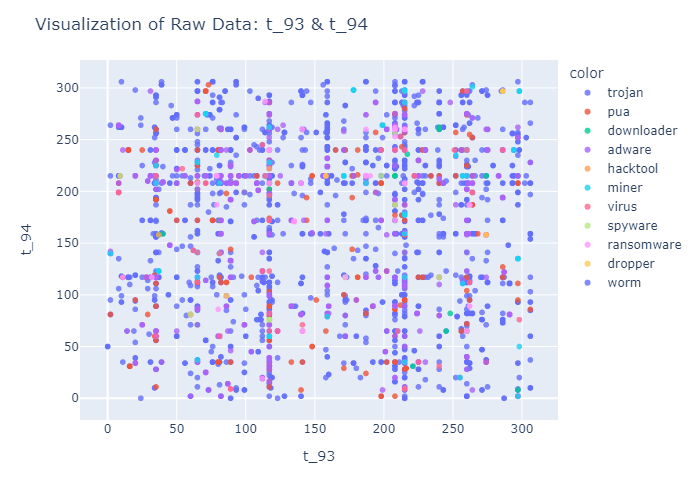 Visualization of Raw Data: t_93 & t_94
color
trojan
pua
downloader
adware
hacktool
miner
virus
spyware
ransomware
dropper
worm
300
250
200
150
100
50
0
t_94
0 50 100 150 200 250 300
t_93